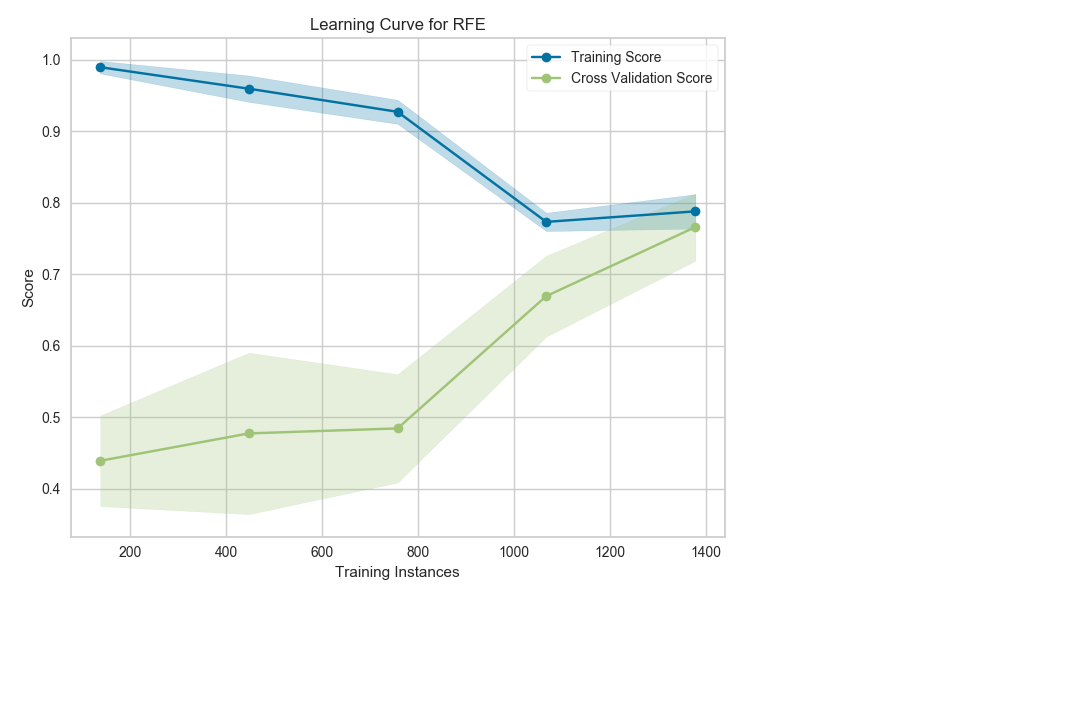 Learning Curve for RFE
Training Score
Cross Validation Score
1.0
0.9
0.8
0.7
0.6
0.5
0.4
Score
200 400 600 800 1000 1200 1400
Training Instances